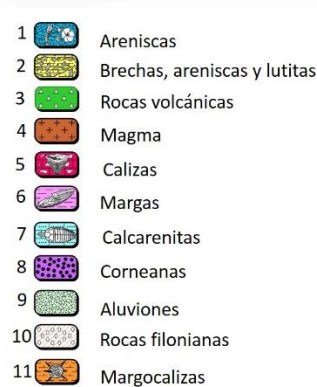 1 Areniscas
2 Brechas, areniscas y lutitas
3 Rocas volcánicas
4 Magma
5 Calizas
6 Margas
7 Calcarenitas
8 Corneanas
9 Aluviones
10 Rocas filonianas
11 Margocalizas